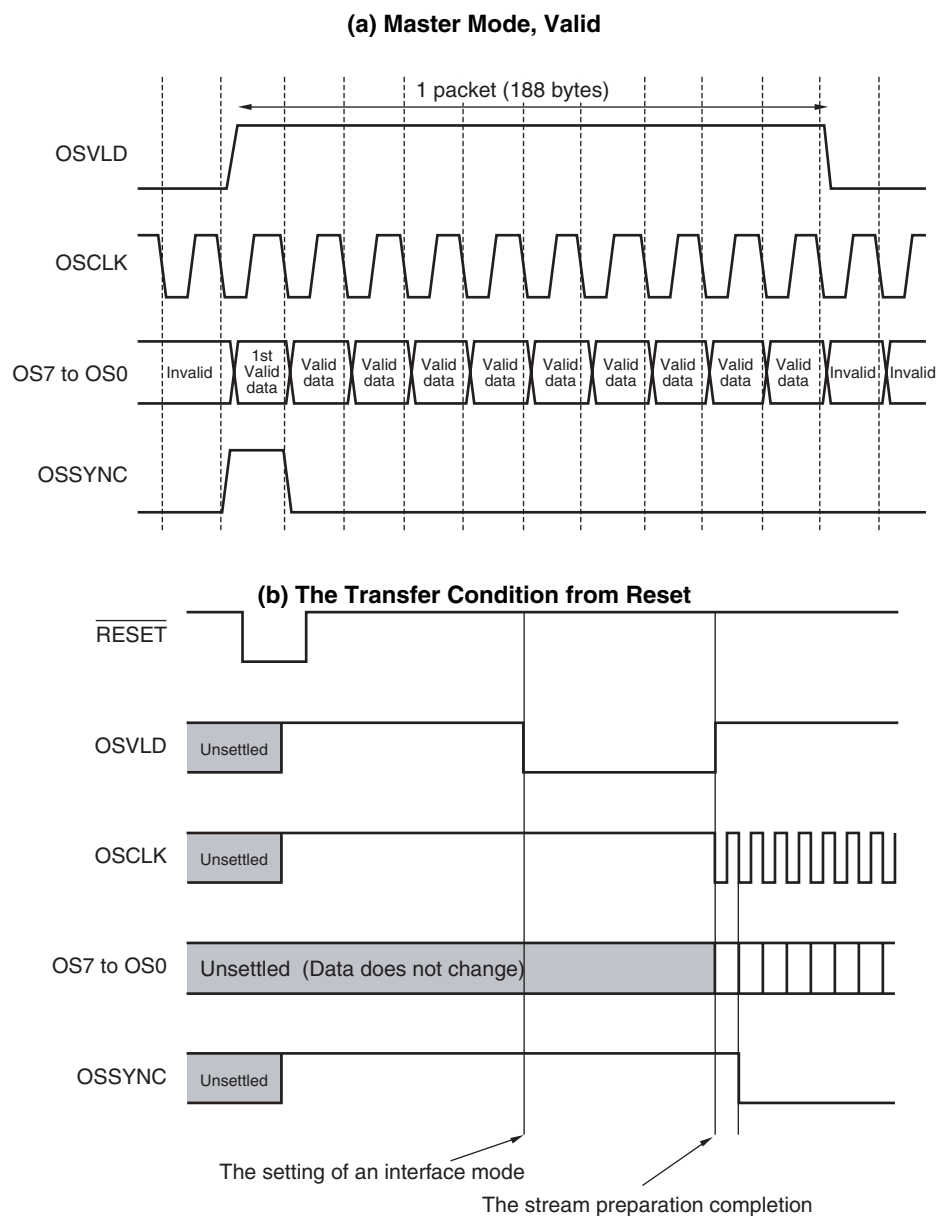 (a) Master Mode, Valid
1 packet (188 bytes)
OSVLD
OSCLK
OS7 to OS0
Invalid
1st
Valid
data
Valid
data
Valid
data
Valid
data
Valid
data
Valid
data
Valid
data
Valid
data
Valid
data
Valid
data
Invalid
Invalid
OSSYNC
(b) The Transfer Condition from Reset
RESET
OSVLD
Unsettled
OSCLK
Unsettled
OS7 to OS0
Unsettled (Data does not change)
OSSYNC
Unsettled
The setting of an interface mode
The stream preparation completion